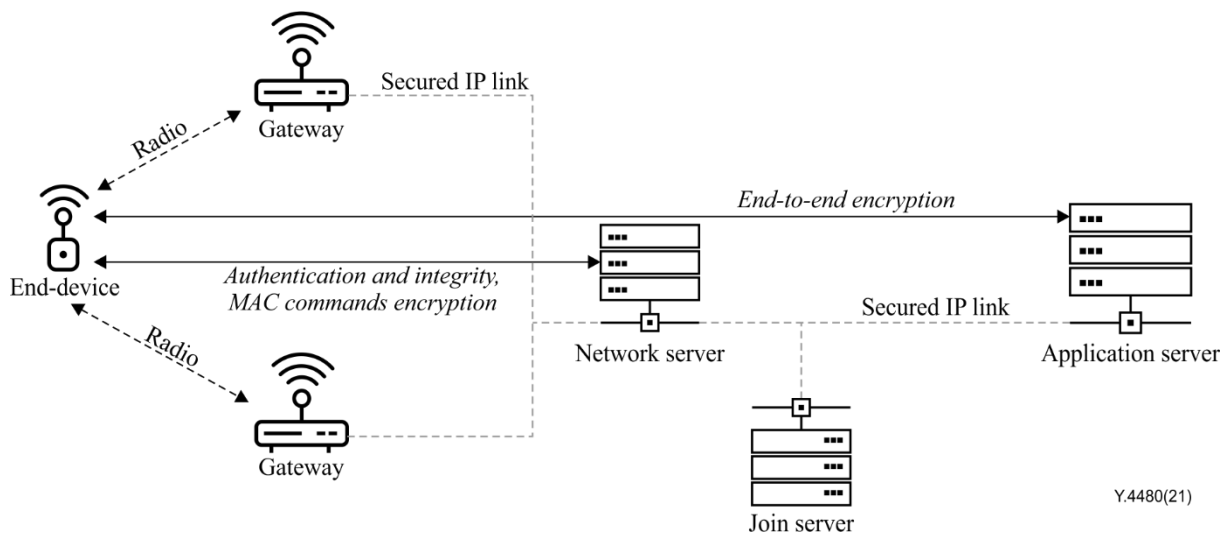 Secured IP link
Gateway
Radio
End-to-end encryption
End-device
Authentication and integrity,
MAC commands encryption
Secured IP link
Network server
Application server
Radio
Gateway
Join server
Y.4480(21)